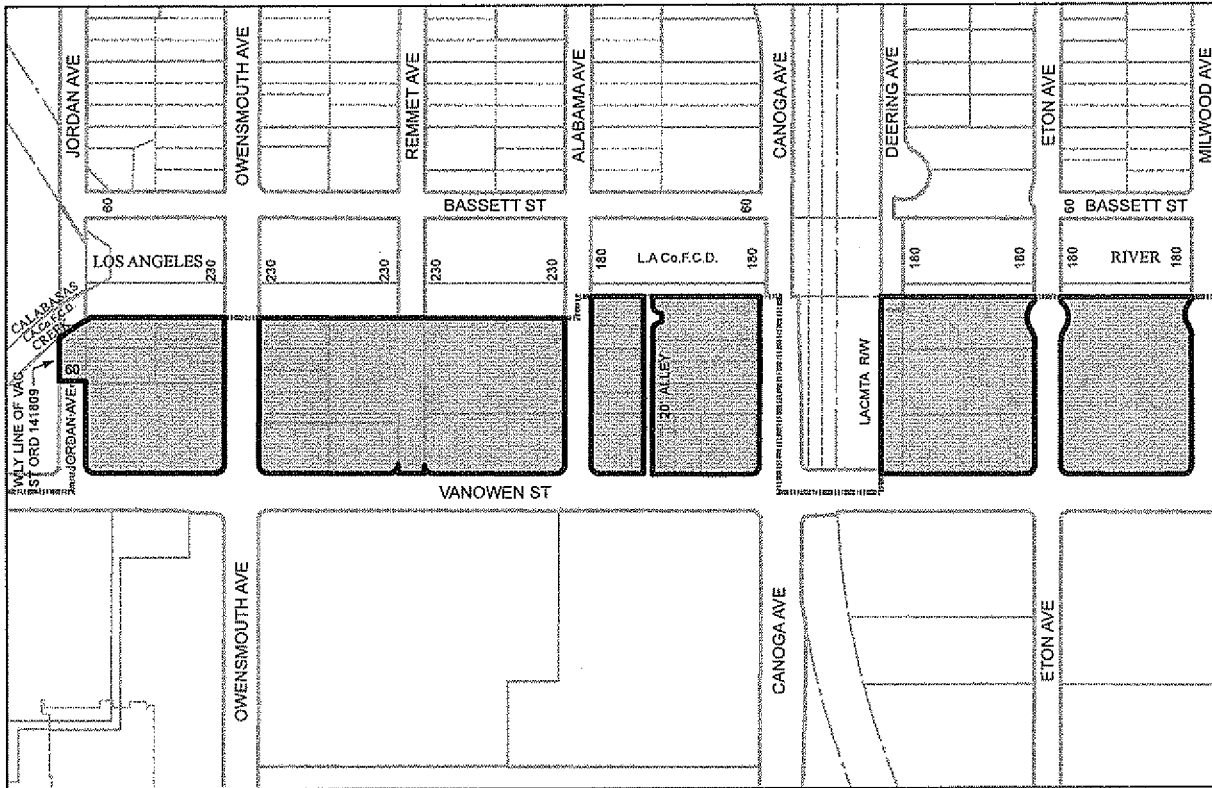 JORDAN AVE
OWENSMOUTH AVE
REMMET AVE
ALABAMA AVE
CANOGA AVE
DEERING AVE
ETON AVE
MILWOOD AVE
60
BASSETT ST
60
60
BASSETT ST
LOS ANGELES
230
230
230
230
230
180
L.A Co.F.C.D.
180
180
180
180
RIVER
180
CALABASAS
LA Co F.C.D
CREEK
WLY LINE OF VAC
ST ORD 141809
60
JORDAN AVE
20' ALLEY
LACMTA R/W
VANOWEN ST
OWENSMOUTH AVE
CANOGA AVE
ETON AVE